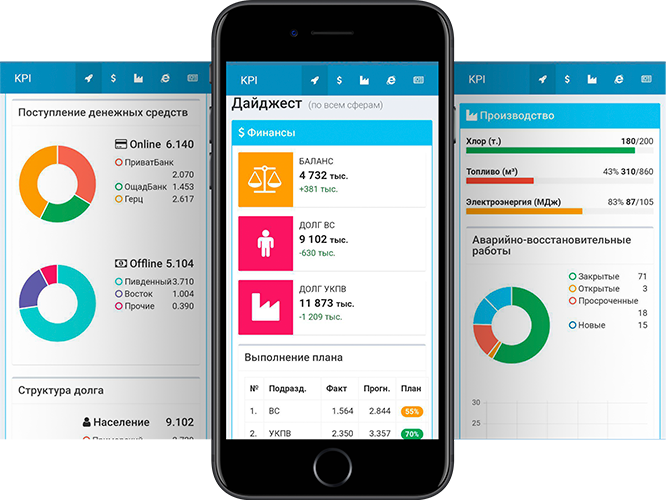 KPI
$
Поступление денежных средств
Online 6.140
ПриватБанк
2.070
ОщадБанк 1.453
Герц 2.617
Offline 5.104
Пивденный 3.710
Восток 1.004
Прочие 0.390
Структура долга
Население 9.102
KPI
$
Дайджест (по всем сферам)
$ Финансы
БАЛАНС
4 732 тыс.
+381 тыс.
ДОЛГ ВС
9 102 тыс.
-630 тыс.
ДОЛГ УКПВ
11 873 тыс.
-1 209 тыс.
Выполнение плана
№ Подразд. Факт Прогн. План
1. ВС 1.564 2.844 55%
2. УКПВ 2.350 3.357 70%
KPI
$
Производство
Хлор (т.) 180/200
Топливо (м³) 43% 310/860
Электроэнергия (МДж) 83% 87/105
Аварийно-восстановительные
работы
Закрытые 71
Открытые 3
Просроченные
18
Новые 15
30
20